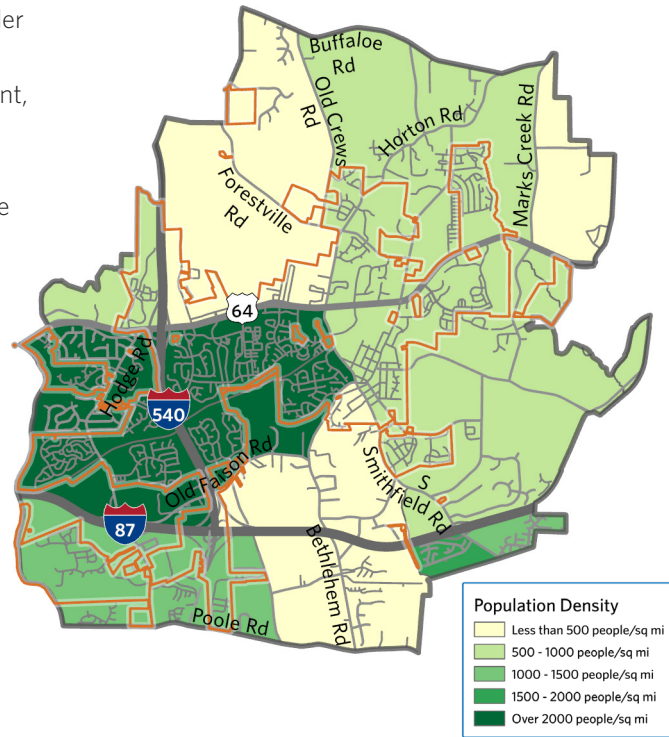 der
nt,
e
Buffaloe
Rd
Old Crews
Rd
Horton Rd
Marks Creek Rd
Forestville
Rd
64
Hodge Rd
540
Old Falson Rd
S
Smithfield Rd
87
Bethlehem Rd
Poole Rd
Population Density
Less than 500 people/sq mi
500 - 1000 people/sq mi
1000 - 1500 people/sq mi
1500 - 2000 people/sq mi
Over 2000 people/sq mi